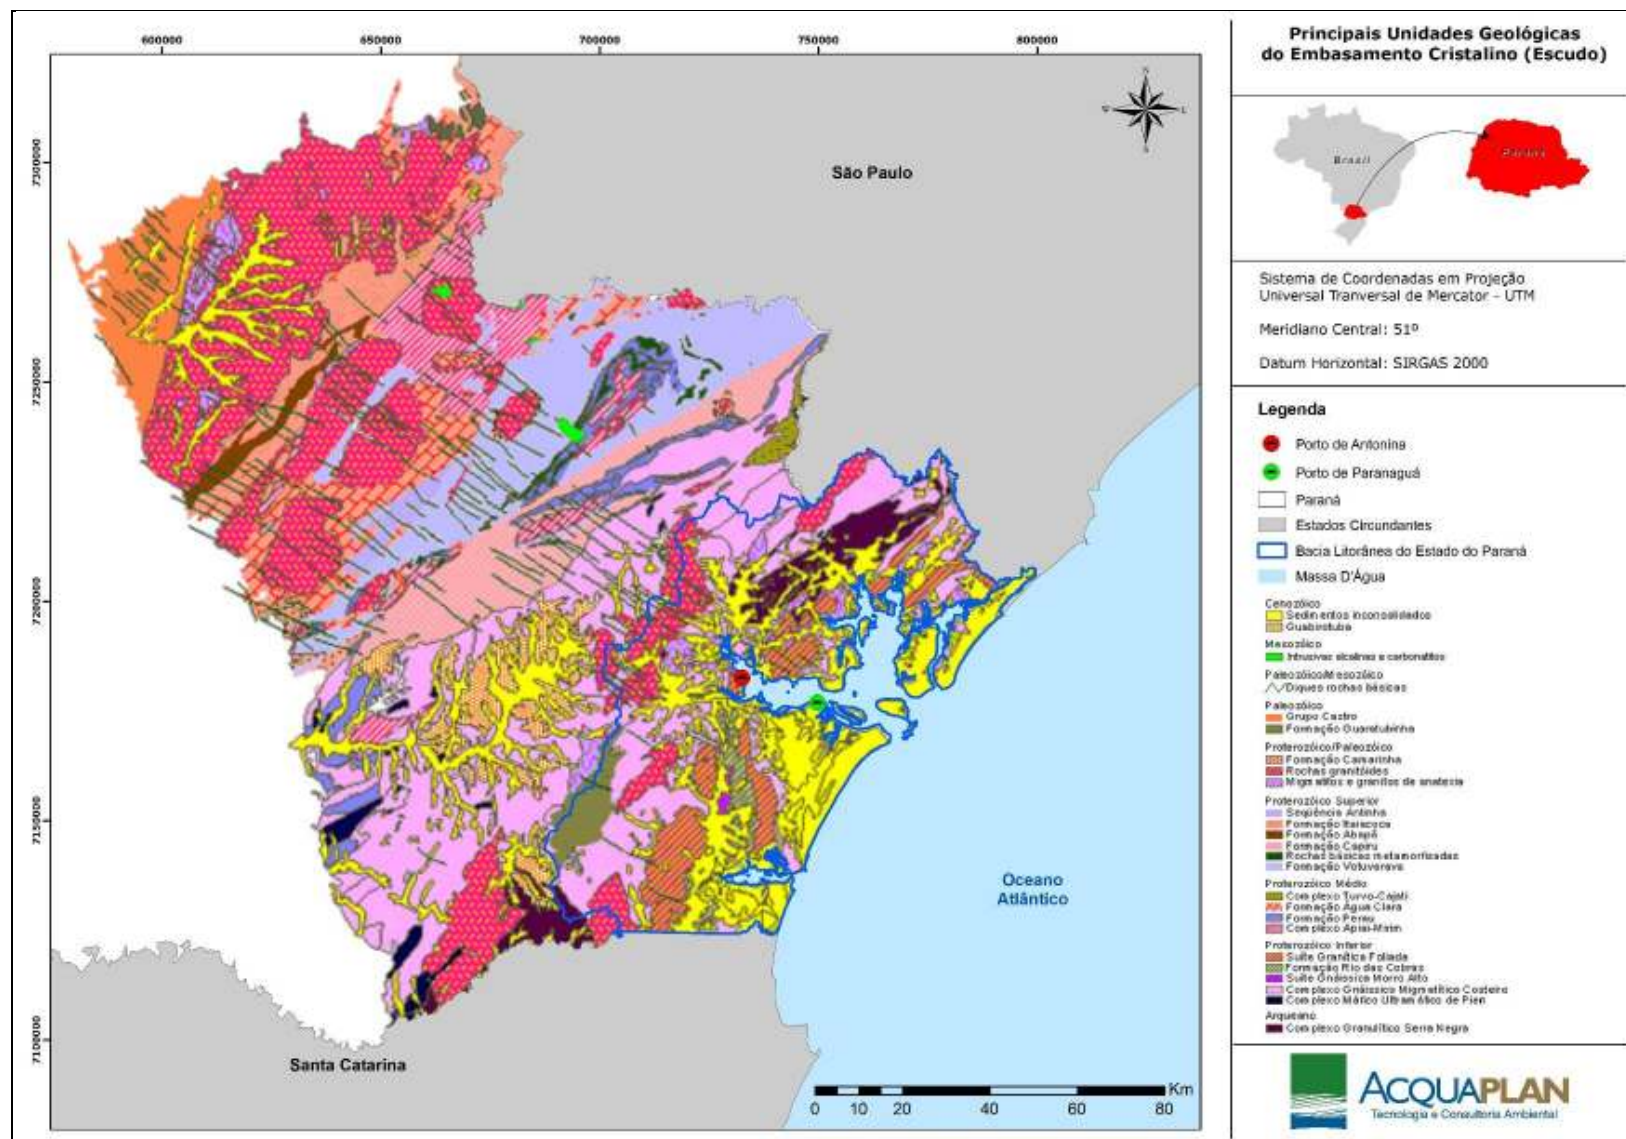 600000 650000 700000 750000 800000
7300000
7250000
7200000
7150000
7100000
N
São Paulo
Oceano
Atlântico
Santa Catarina
Km
0 10 20 40 60 80
Principais Unidades Geológicas
do Embasamento Cristalino (Escudo)
Brasil
Paraná
Sistema de Coordenadas em Projeção
Universal Tranversal de Mercator - UTM
Meridiano Central: 51º
Datum Horizontal: SIRGAS 2000
Legenda
Porto de Antonina
Porto de Paranaguá
Paraná
Estados Circundantes
Bacia Litorânea do Estado do Paraná
Massa D'Água
Cenozóico
Sedimentos inconsolidados
Guabirotuba
Mesozóico
Intrusivas alcalinas e carbonatitos
Paleozóico/Mesozóico
Diques rochas básicas
Paleozóico
Grupo Castro
Formação Guaratubinha
Proterozóico/Paleozóico
Formação Camarinha
Rochas granitóides
Migmatitos e granitos de anatexia
Proterozóico Superior
Seqüência Antinha
Formação Itaiacoca
Formação Abapã
Formação Capiru
Rochas básicas metamorfisadas
Formação Votuverava
Proterozóico Médio
Complexo Turvo-Cajati
Formação Água Clara
Formação Perau
Complexo Apiaí-Mirim
Proterozóico Inferior
Suíte Granítica Foliada
Formação Rio das Cobras
Suíte Gnáissica Morro Alto
Complexo Gnáissico Migmatítico Costeiro
Complexo Máfico Ultramáfico de Pien
Arqueano
Complexo Granulítico Serra Negra
ACQUAPLAN
Tecnologia e Consultoria Ambiental